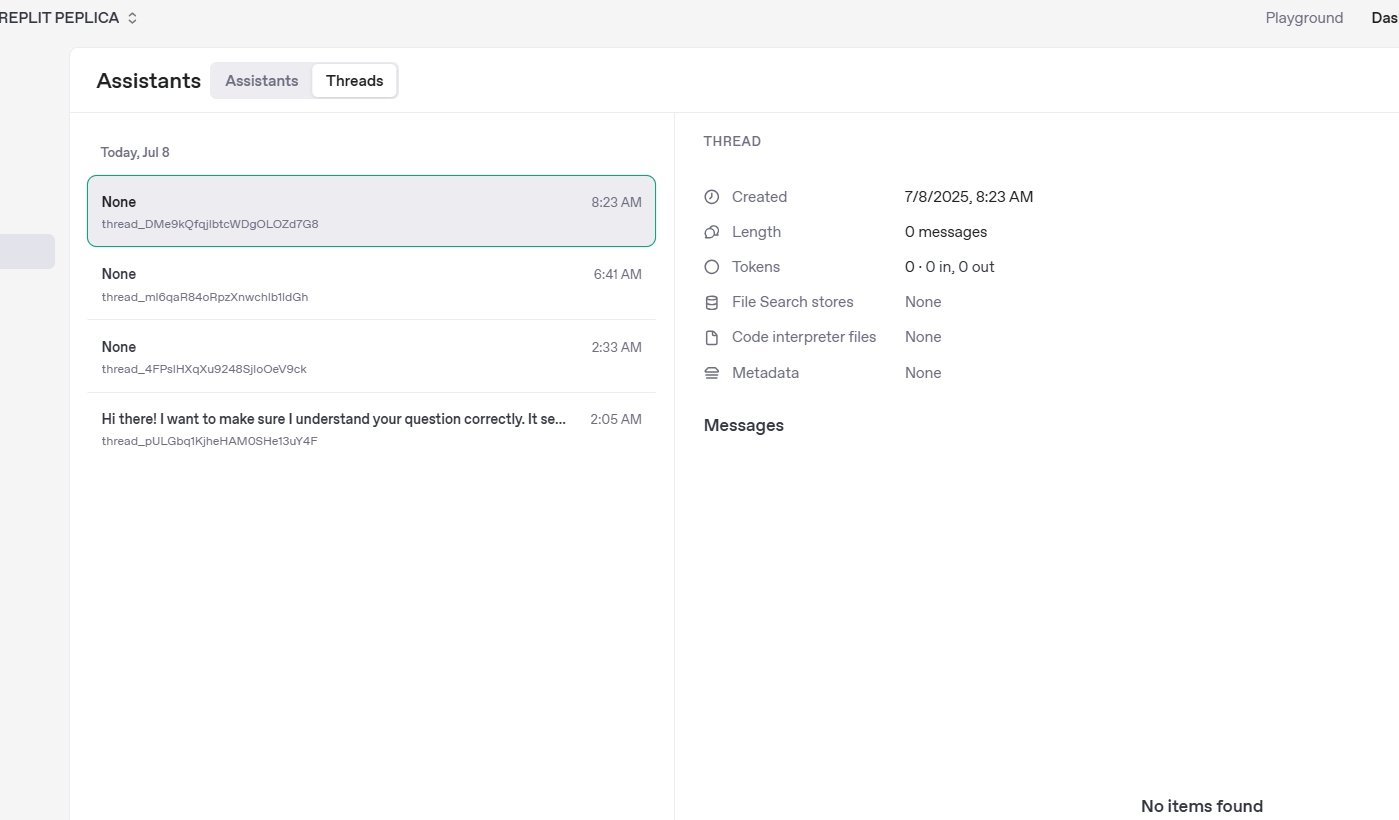 REPLIT PEPLICA
Playground
Das
Assistants
Assistants
Threads
Today, Jul 8
None
8:23 AM
thread_DMe9kQfqjlbtcWDgOLOZd7G8
None
6:41 AM
thread_ml6qaR84oRpzXnwchlb1ldGh
None
2:33 AM
thread_4FPslHXqXu9248SjloOeV9ck
Hi there! I want to make sure I understand your question correctly. It se...
2:05 AM
thread_pULGbq1KjheHAM0SHe13uY4F
THREAD
Created
7/8/2025, 8:23 AM
Length
0 messages
Tokens
0 · 0 in, 0 out
File Search stores
None
Code interpreter files
None
Metadata
None
Messages
No items found